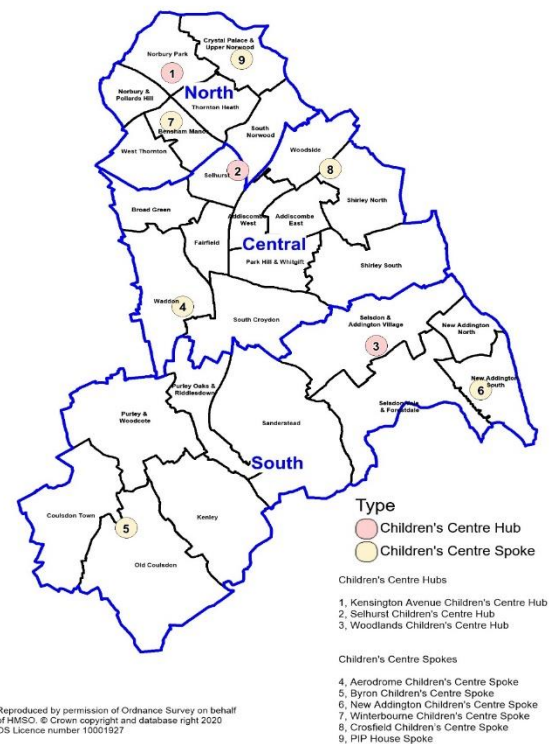 Crystal Palace &
Upper Norwood
Norbury Park
9
1
Norbury &
Pollards Hill
North
Thornton Heath
7
Bensham Manor
South
Norwood
West Thornton
Woodside
Selhurst
2
8
Broad Green
Addiscombe
West
Addiscombe
East
Shirley North
Fairfield
Central
Park Hill & Whitgift
Shirley South
Waddon
4
South Croydon
Selsdon &
Addington Village
New Addington
North
3
New Addington
South
6
Purley Oaks &
Riddlesdown
Selsdon Vale
& Forestdale
Purley &
Woodcote
Sanderstead
South
Coulsdon Town
Kenley
5
Old Coulsdon
Type
Children's Centre Hub
Children's Centre Spoke
Children's Centre Hubs
1, Kensington Avenue Children's Centre Hub
2, Selhurst Children's Centre Hub
3, Woodlands Children's Centre Hub
Children's Centre Spokes
4, Aerodrome Children's Centre Spoke
5, Byron Children's Centre Spoke
6, New Addington Children's Centre Spoke
7, Winterbourne Children's Centre Spoke
8, Crosfield Children's Centre Spoke
9, PIP House Spoke
Reproduced by permission of Ordnance Survey on behalf
of HMSO. © Crown copyright and database right 2020
OS Licence number 10001927